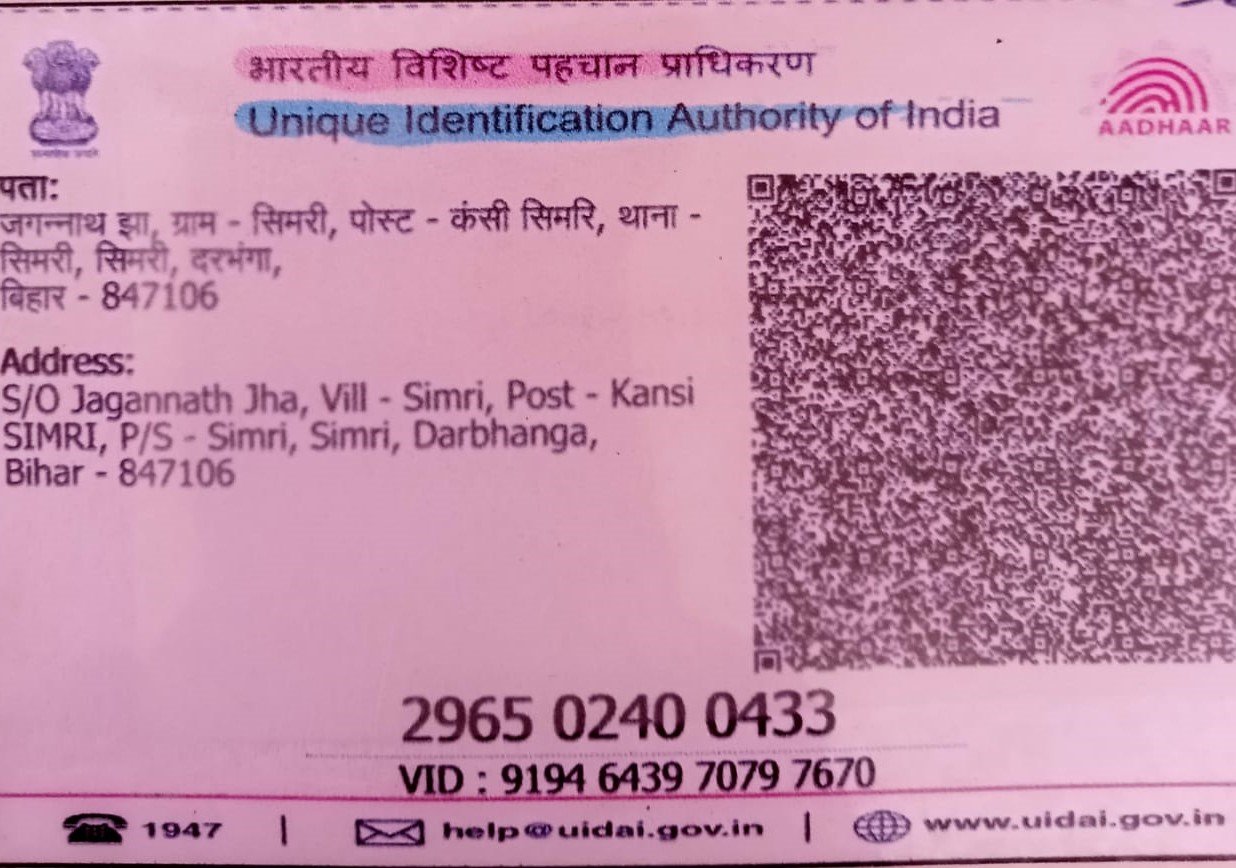 भारतीय विशिष्ट पहचान प्राधिकरण
Unique Identification Authority of India
AADHAAR
पता:
जगन्नाथ झा, ग्राम - सिमरी, पोस्ट - कंसी सिमरि, थाना -
सिमरी, सिमरी, दरभंगा,
बिहार - 847106
Address:
S/O Jagannath Jha, Vill - Simri, Post - Kansi
SIMRI, P/S - Simri, Simri, Darbhanga,
Bihar - 847106
2965 0240 0433
VID : 9194 6439 7079 7670
1947 | help@uidai.gov.in | www.uidai.gov.in